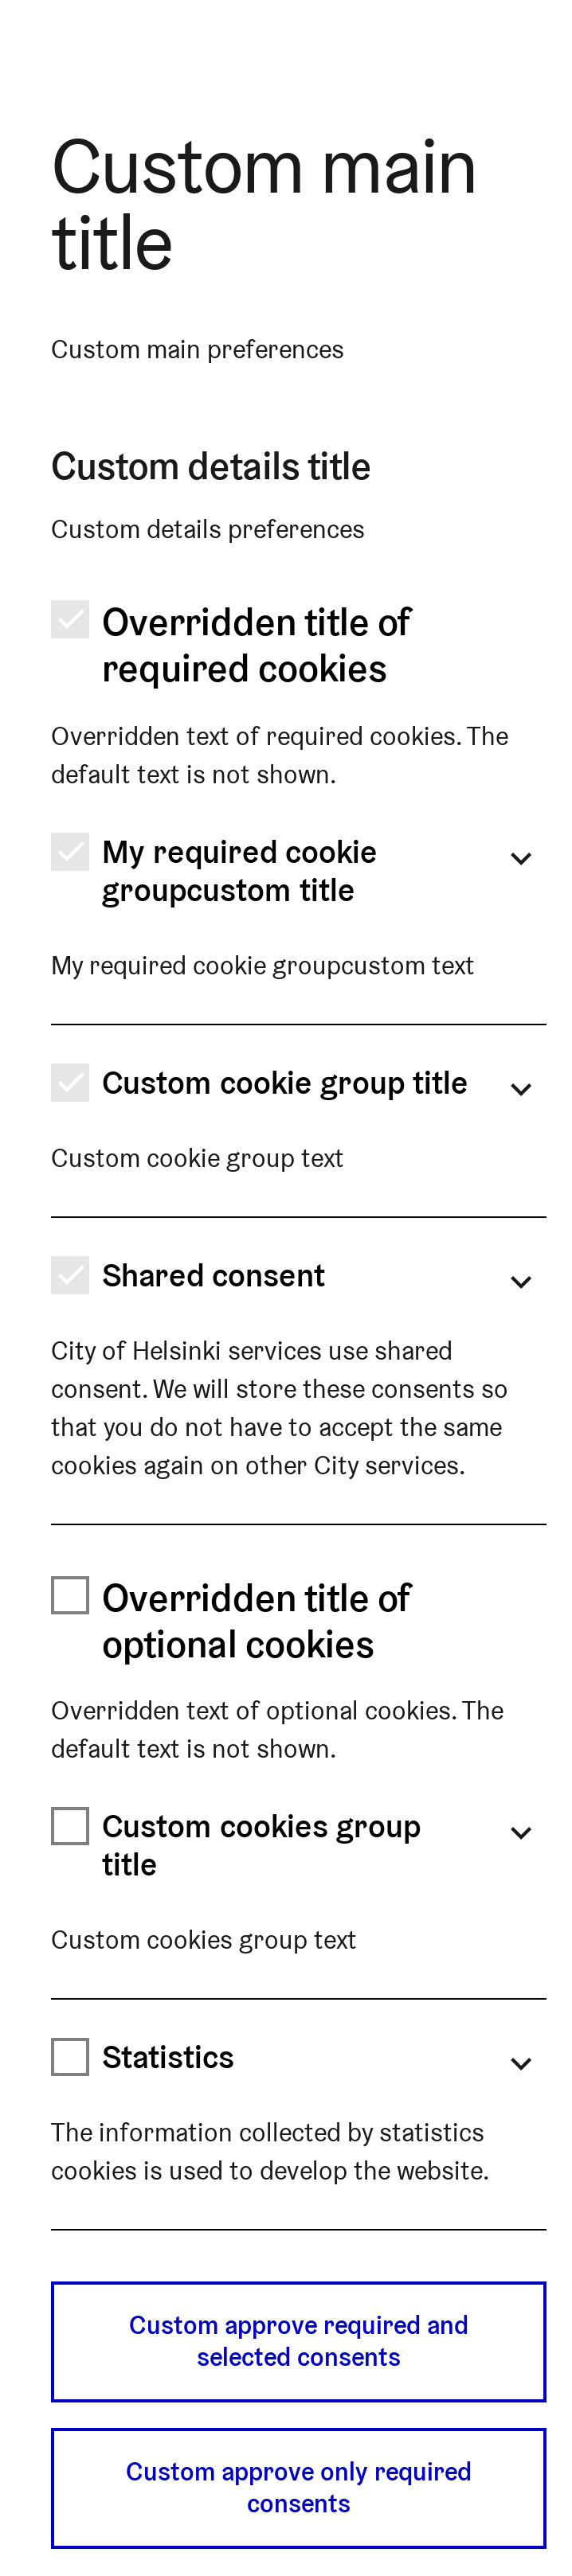 Custom main
title
Custom main preferences
Custom details title
Custom details preferences
Overridden title of
required cookies
Overridden text of required cookies. The
default text is not shown.
My required cookie
groupcustom title
My required cookie groupcustom text
Custom cookie group title
Custom cookie group text
Shared consent
City of Helsinki services use shared
consent. We will store these consents so
that you do not have to accept the same
cookies again on other City services.
Overridden title of
optional cookies
Overridden text of optional cookies. The
default text is not shown.
Custom cookies group
title
Custom cookies group text
Statistics
The information collected by statistics
cookies is used to develop the website.
Custom approve required and
selected consents
Custom approve only required
consents